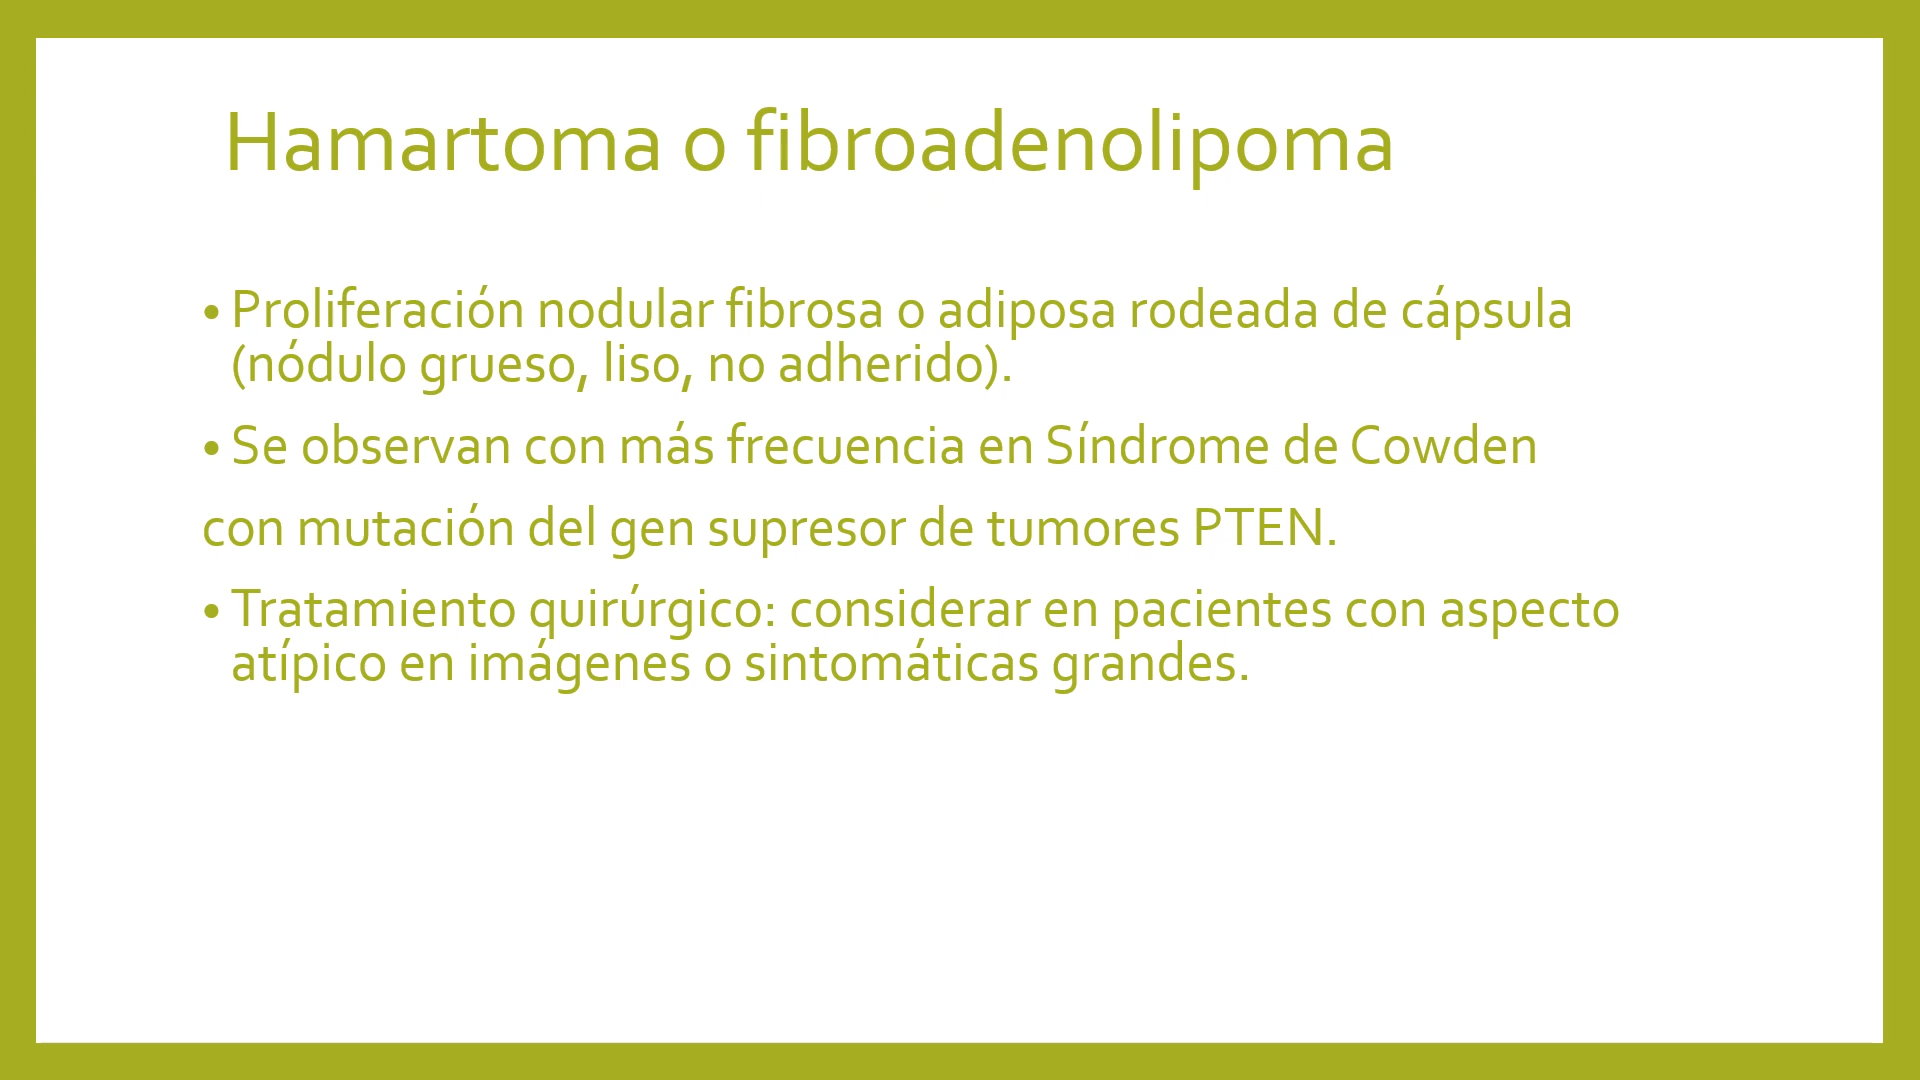 Hamartoma o fibroadenolipoma
• Proliferación nodular fibrosa o adiposa rodeada de cápsula
(nódulo grueso, liso, no adherido).
• Se observan con más frecuencia en Síndrome de Cowden
con mutación del gen supresor de tumores PTEN.
• Tratamiento quirúrgico: considerar en pacientes con aspecto
atípico en imágenes o sintomáticas grandes.